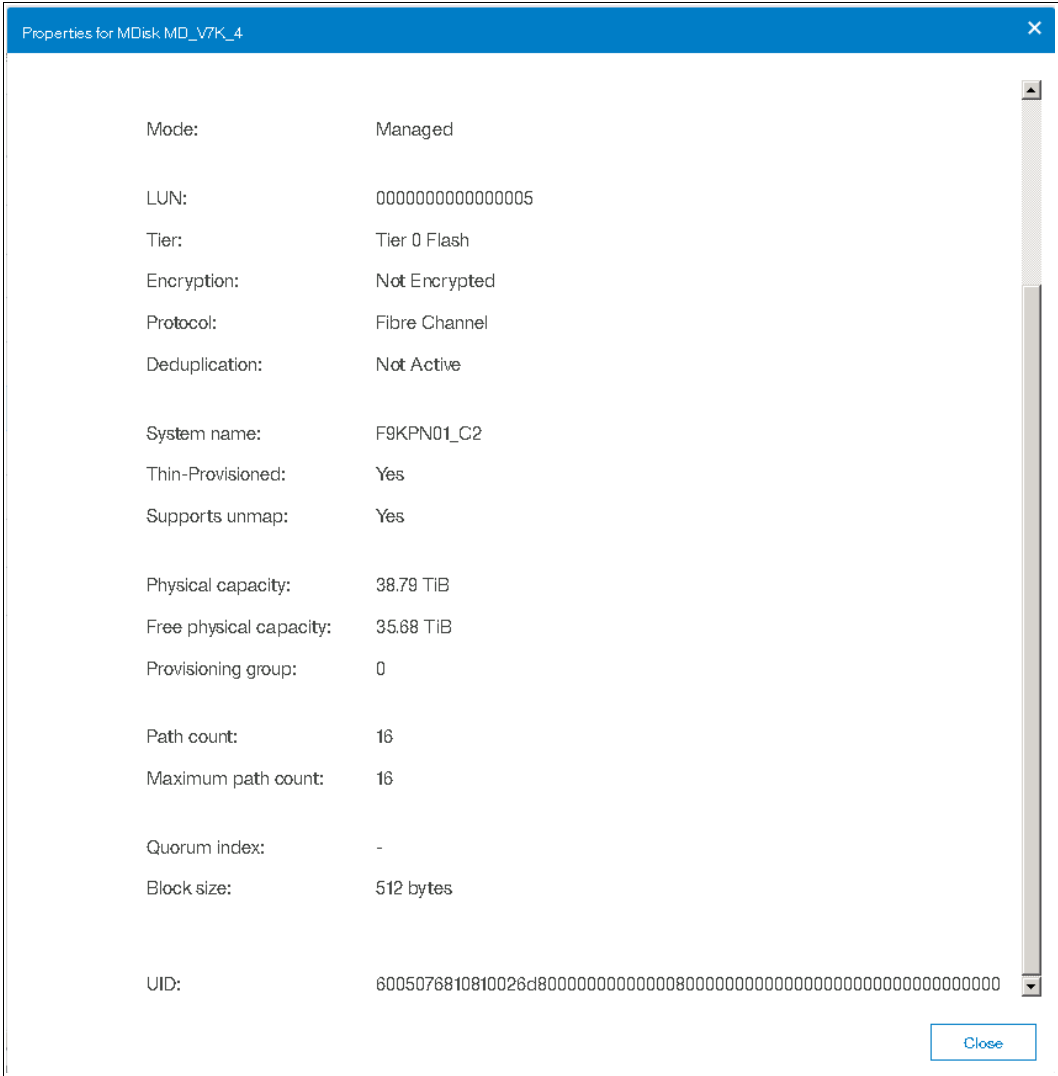 Properties for MDisk MD_V7K_4
Mode: Managed
LUN: 0000000000000005
Tier: Tier 0 Flash
Encryption: Not Encrypted
Protocol: Fibre Channel
Deduplication: Not Active
System name: F9KPN01_C2
Thin-Provisioned: Yes
Supports unmap: Yes
Physical capacity: 38.79 TiB
Free physical capacity: 35.68 TiB
Provisioning group: 0
Path count: 16
Maximum path count: 16
Quorum index: -
Block size: 512 bytes
UID: 6005076810810026d80000000000000800000000000000000000000000000000
Close